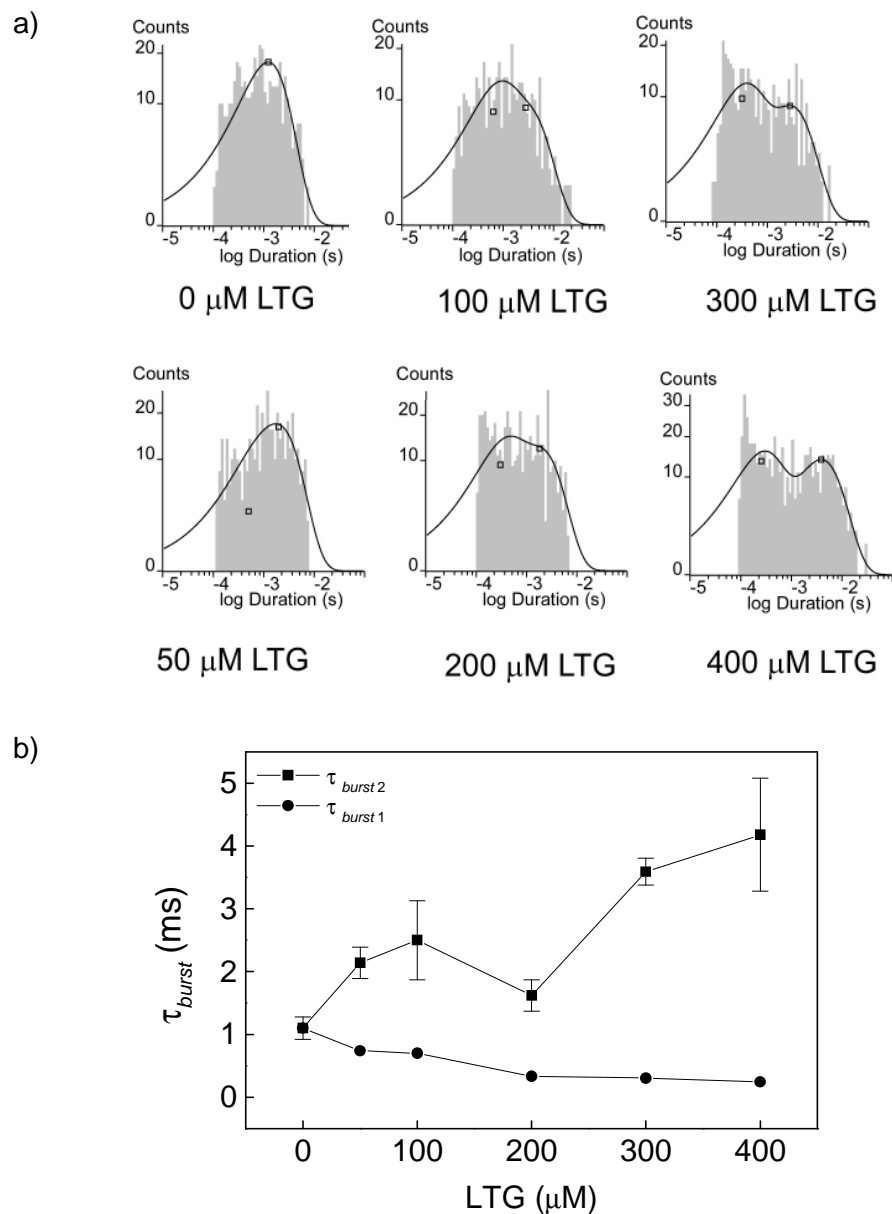 a)
Counts
20
10
0
-5 -4 -3 -2
log Duration (s)
0 μM LTG
Counts
20
10
0
-5 -4 -3 -2
log Duration (s)
100 μM LTG
Counts
20
10
0
-5 -4 -3 -2
log Duration (s)
300 μM LTG
Counts
20
10
0
-5 -4 -3 -2
log Duration (s)
50 μM LTG
Counts
20
10
0
-5 -4 -3 -2
log Duration (s)
200 μM LTG
Counts
30
20
10
0
-5 -4 -3 -2 -1
log Duration (s)
400 μM LTG
b)
τ burst 2
τ burst 1
5
4
3
2
1
0
τburst (ms)
0 100 200 300 400
LTG (μM)